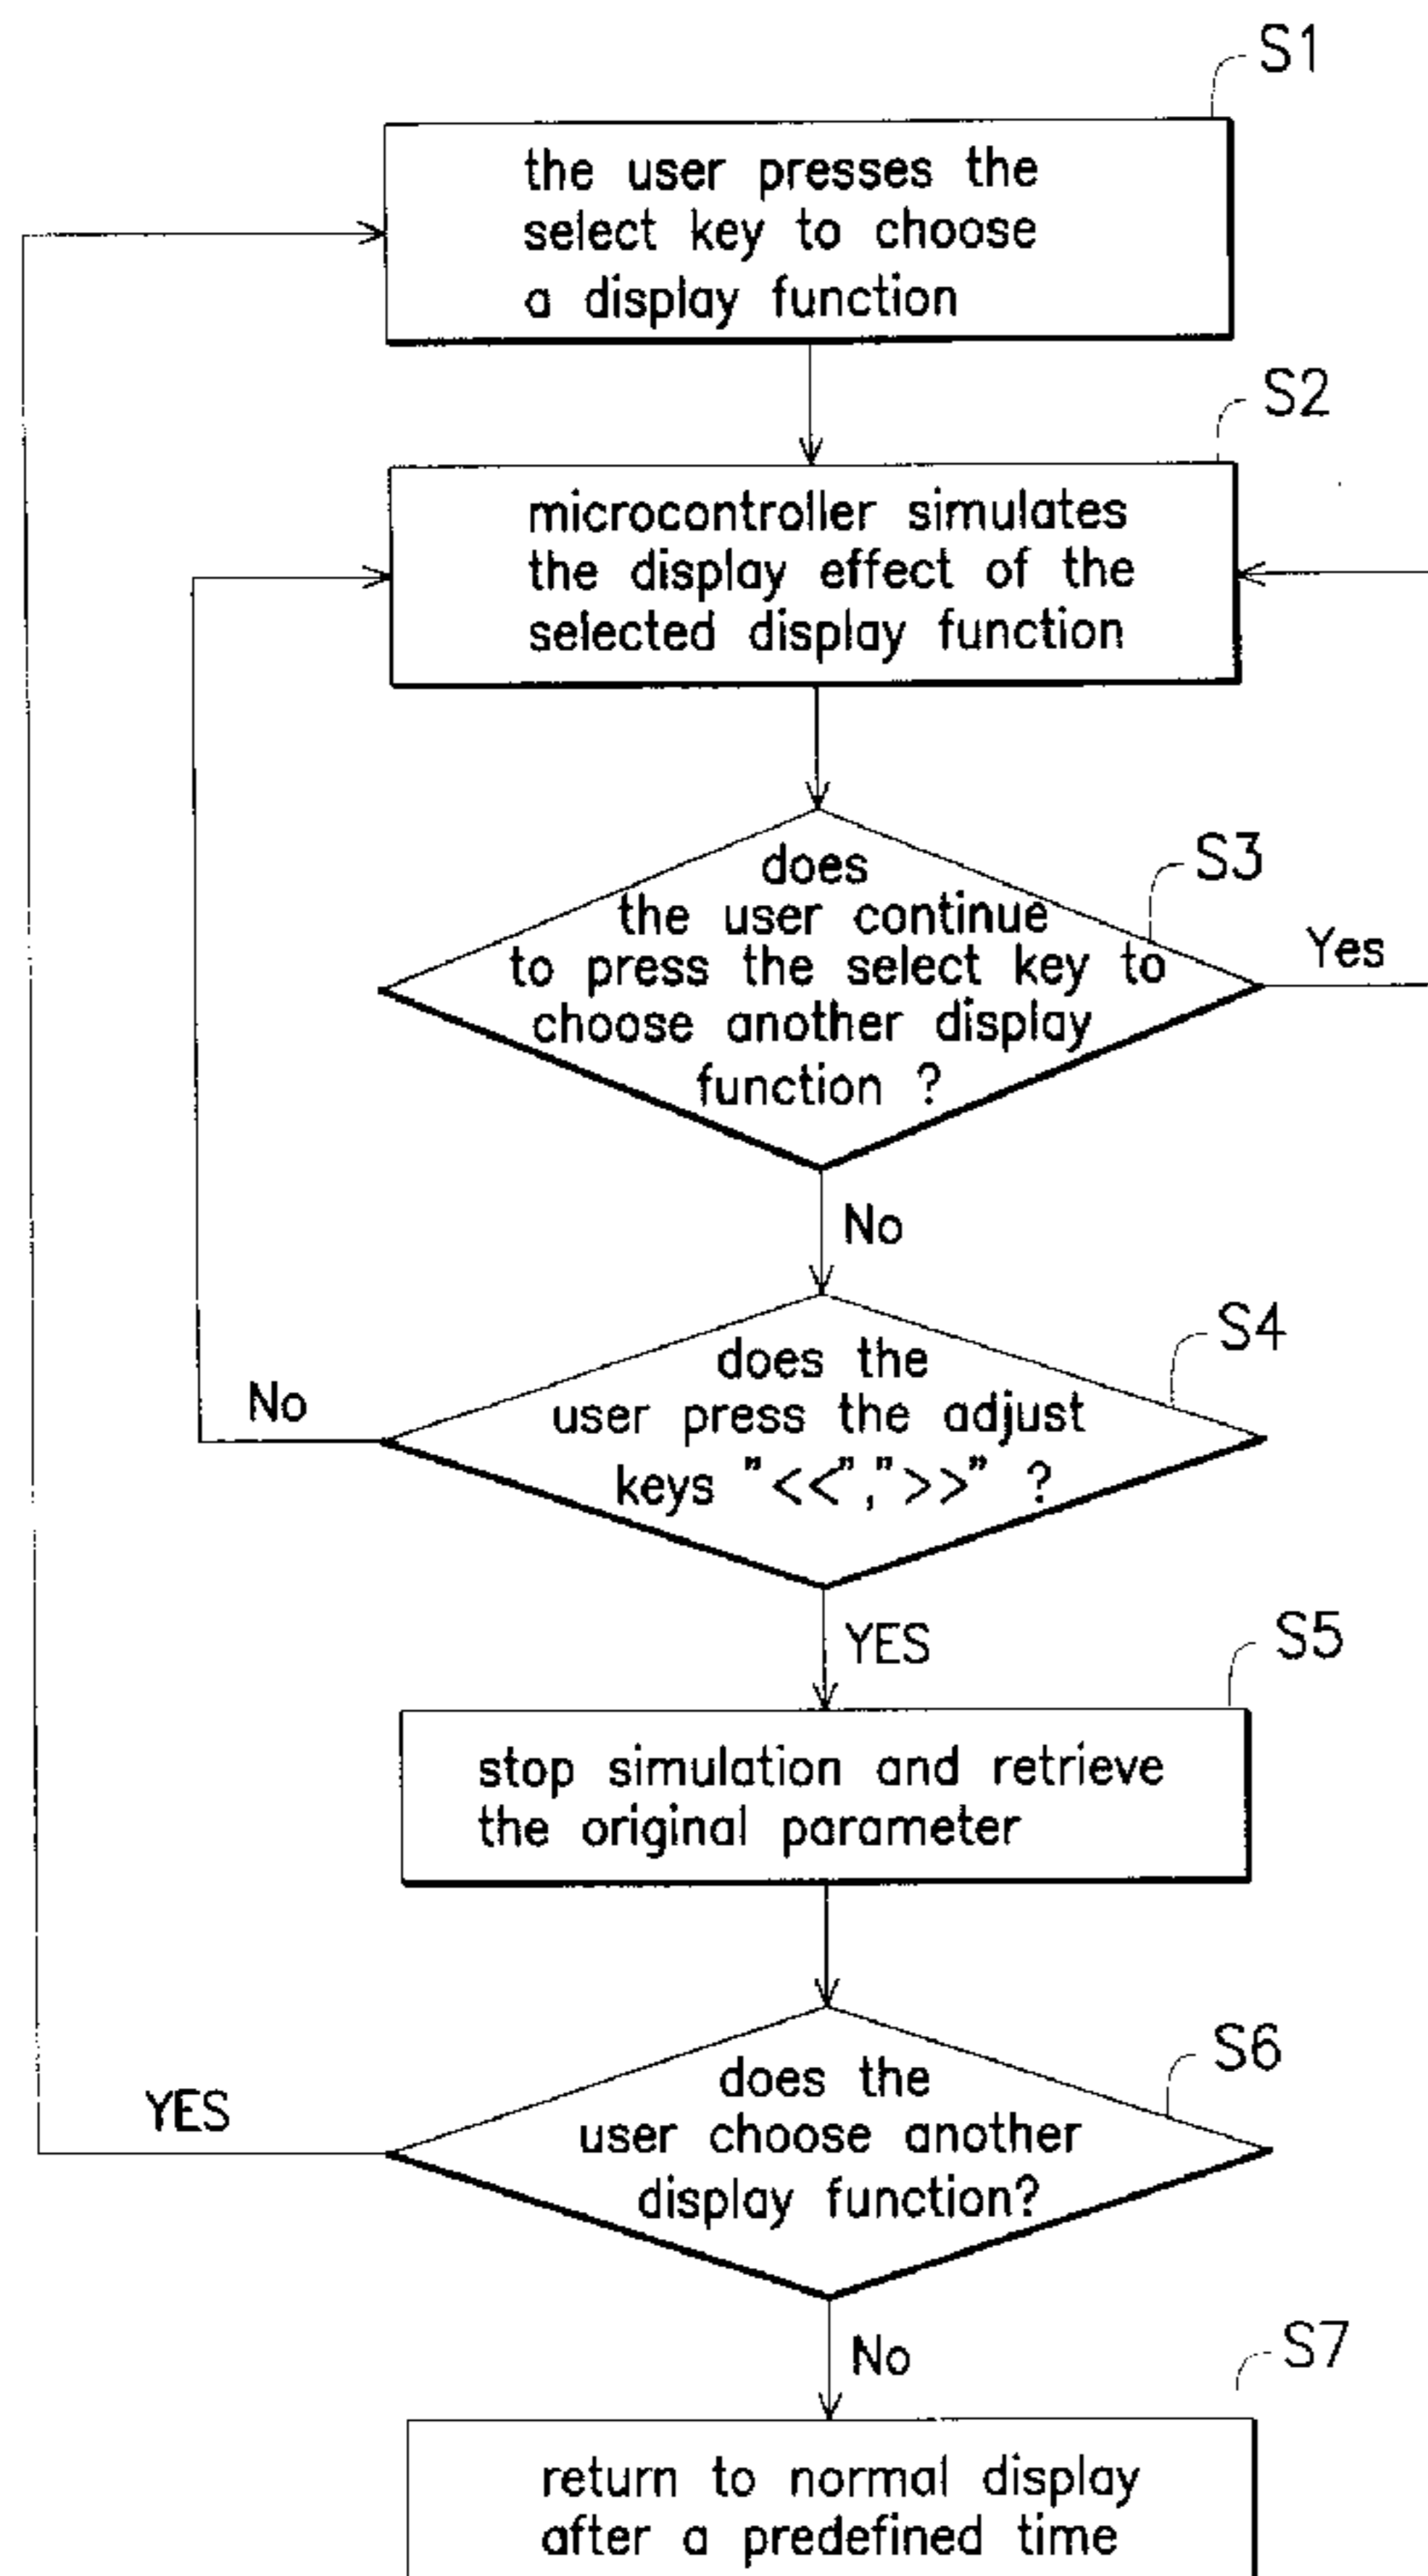 S1
the user presses the
select key to choose
a display function
S2
microcontroller simulates
the display effect of the
selected display function
S3
does
the user continue
to press the select key to
choose another display
function ?
Yes
No
S4
does the
user press the adjust
keys "<<",">>" ?
No
YES
S5
stop simulation and retrieve
the original parameter
S6
does the
user choose another
display function?
YES
No
S7
return to normal display
after a predefined time